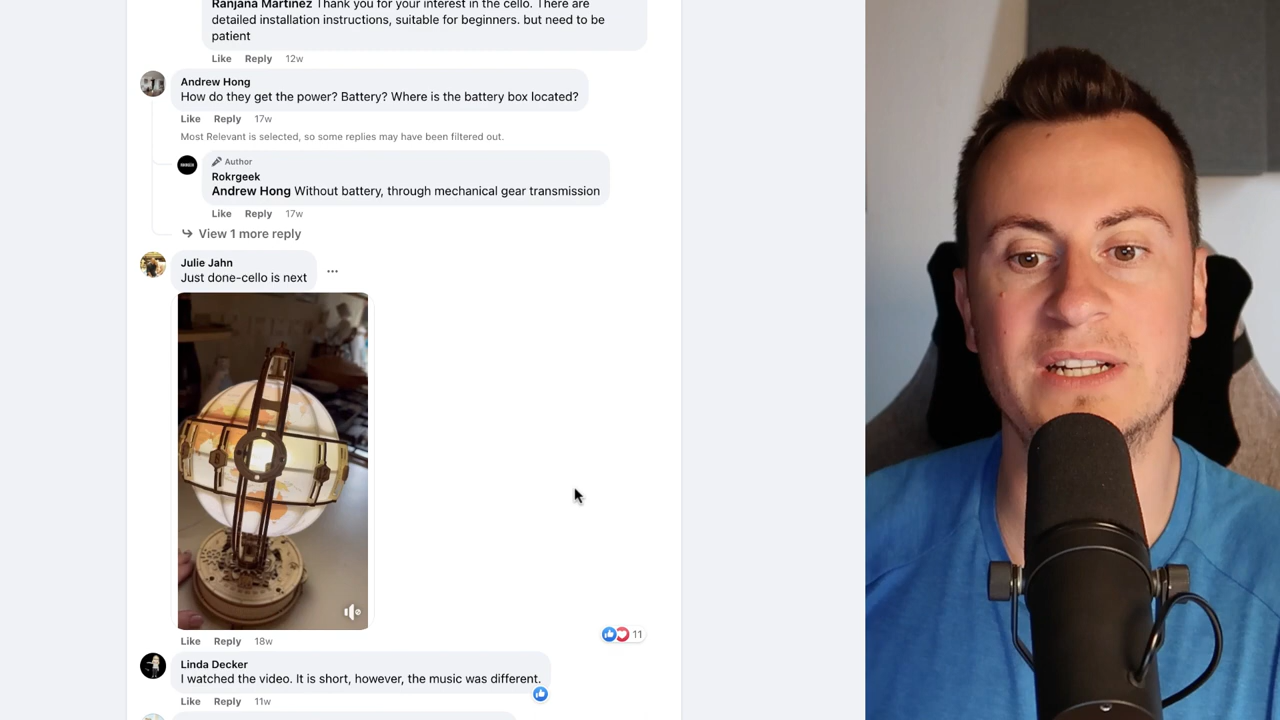 Ranjana Martinez Thank you for your interest in the cello. There are
detailed installation instructions, suitable for beginners. but need to be
patient
Like Reply 12w
Andrew Hong
How do they get the power? Battery? Where is the battery box located?
Like Reply 17w
Most Relevant is selected, so some replies may have been filtered out.
Author
Rokrgeek
Andrew Hong Without battery, through mechanical gear transmission
Like Reply 17w
View 1 more reply
Julie Jahn
Just done-cello is next
Like Reply 18w
11
Linda Decker
I watched the video. It is short, however, the music was different.
Like Reply 11w